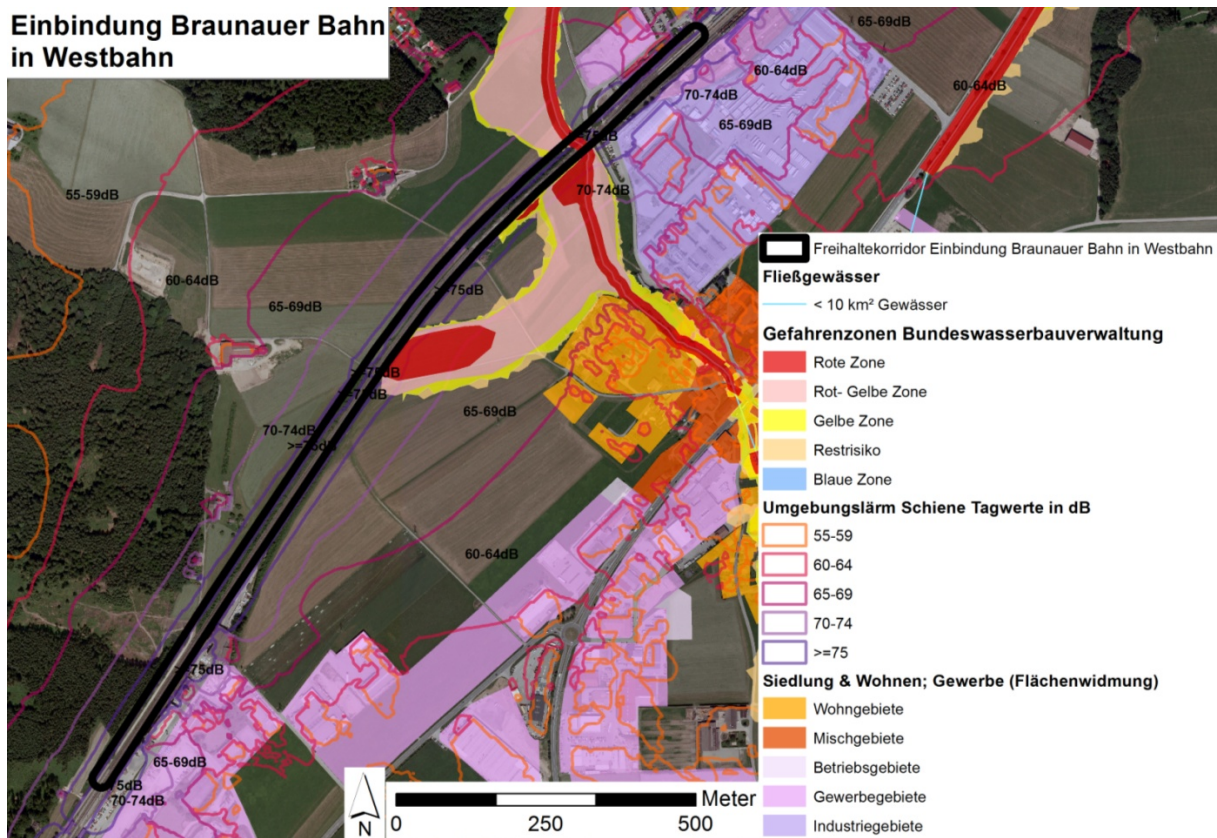 Einbindung Braunauer Bahn
in Westbahn
65-69dB
60-64dB
60-64dB
70-74dB
65-69dB
75dB
70-74dB
55-59dB
60-64dB
65-69dB
>=75dB
>=75dB
65-69dB
70-74dB
>=75dB
60-64dB
>=75dB
65-69dB
75dB
70-74dB
Freihaltekorridor Einbindung Braunauer Bahn in Westbahn
Fließgewässer
< 10 km² Gewässer
Gefahrenzonen Bundeswasserbauverwaltung
Rote Zone
Rot- Gelbe Zone
Gelbe Zone
Restrisiko
Blaue Zone
Umgebungslärm Schiene Tagwerte in dB
55-59
60-64
65-69
70-74
>=75
Siedlung & Wohnen; Gewerbe (Flächenwidmung)
Wohngebiete
Mischgebiete
Betriebsgebiete
Gewerbegebiete
Industriegebiete
N
Meter
0 250 500